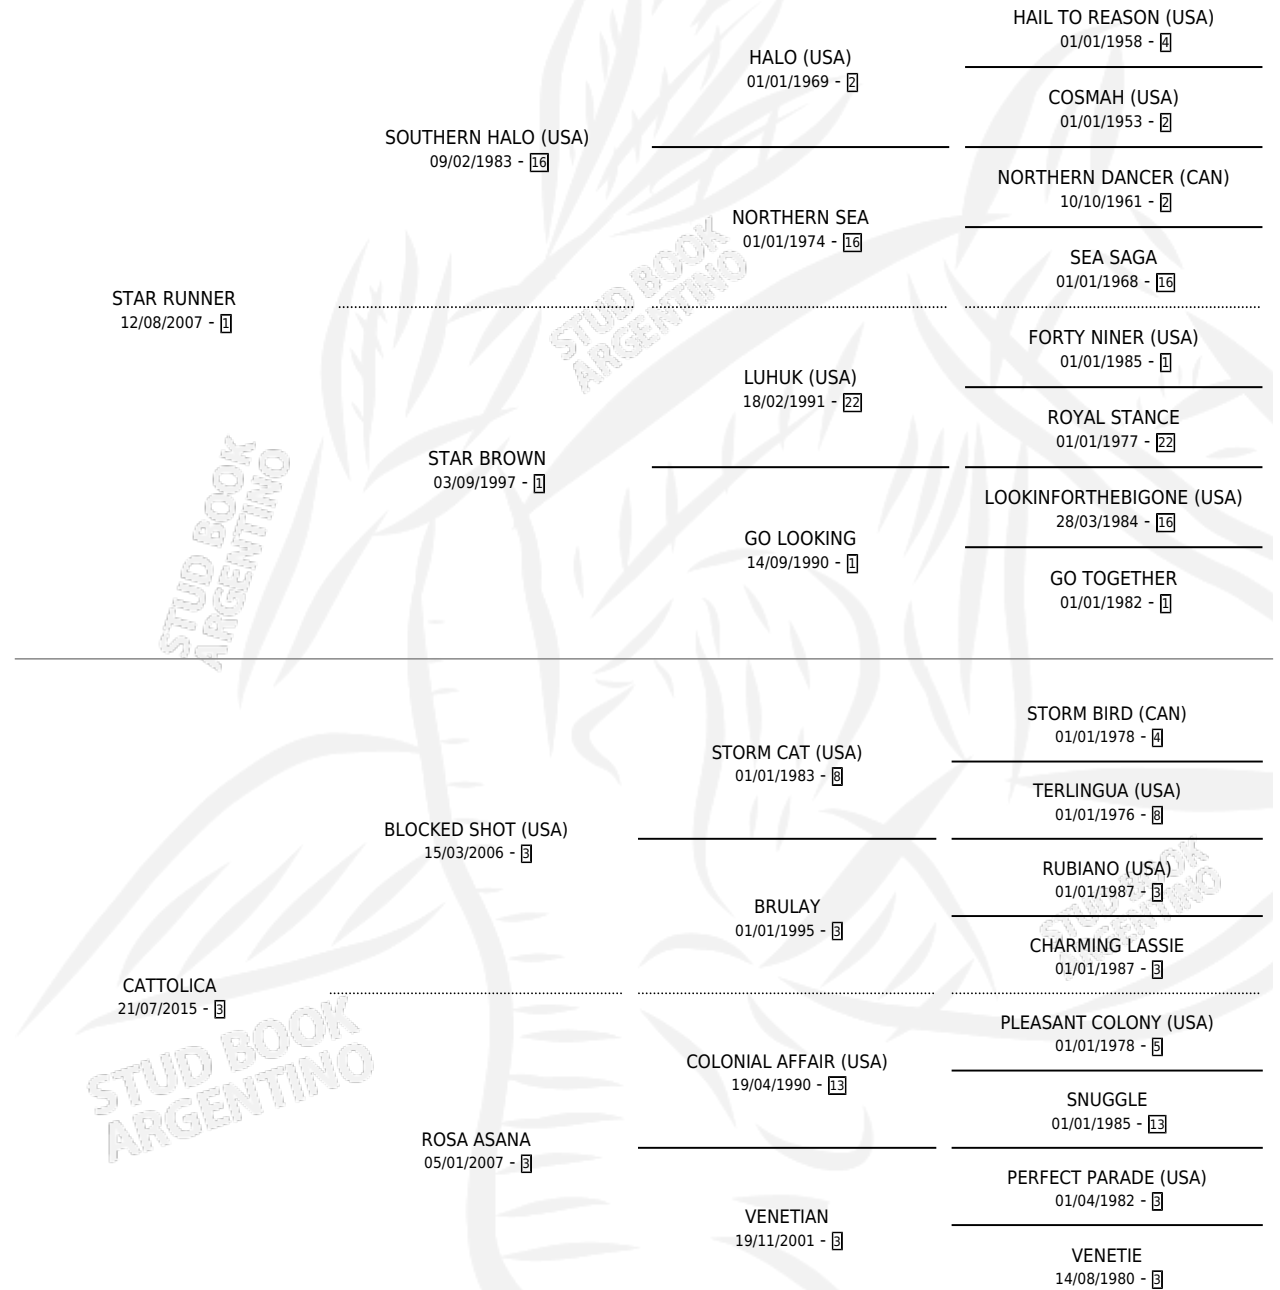 HAIL TO REASON (USA)
01/01/1958 - 4
HALO (USA)
01/01/1969 - 2
COSMAH (USA)
01/01/1953 - 2
SOUTHERN HALO (USA)
09/02/1983 - 16
NORTHERN DANCER (CAN)
10/10/1961 - 2
NORTHERN SEA
01/01/1974 - 16
SEA SAGA
01/01/1968 - 16
STAR RUNNER
12/08/2007 - 1
FORTY NINER (USA)
01/01/1985 - 1
LUHUK (USA)
18/02/1991 - 22
ROYAL STANCE
01/01/1977 - 22
STAR BROWN
03/09/1997 - 1
LOOKINFORTHEBIGONE (USA)
28/03/1984 - 16
GO LOOKING
14/09/1990 - 1
GO TOGETHER
01/01/1982 - 1
STORM BIRD (CAN)
01/01/1978 - 4
STORM CAT (USA)
01/01/1983 - 8
TERLINGUA (USA)
01/01/1976 - 8
BLOCKED SHOT (USA)
15/03/2006 - 3
RUBIANO (USA)
01/01/1987 - 3
BRULAY
01/01/1995 - 3
CHARMING LASSIE
01/01/1987 - 3
CATTOLICA
21/07/2015 - 3
PLEASANT COLONY (USA)
01/01/1978 - 5
COLONIAL AFFAIR (USA)
19/04/1990 - 13
SNUGGLE
01/01/1985 - 13
ROSA ASANA
05/01/2007 - 3
PERFECT PARADE (USA)
01/04/1982 - 3
VENETIAN
19/11/2001 - 3
VENETIE
14/08/1980 - 3
STUD BOOK
ARGENTINO
STUD BOOK
ARGENTINO
STUD BOOK
ARGENTINO
STUD BOOK
ARGENTINO